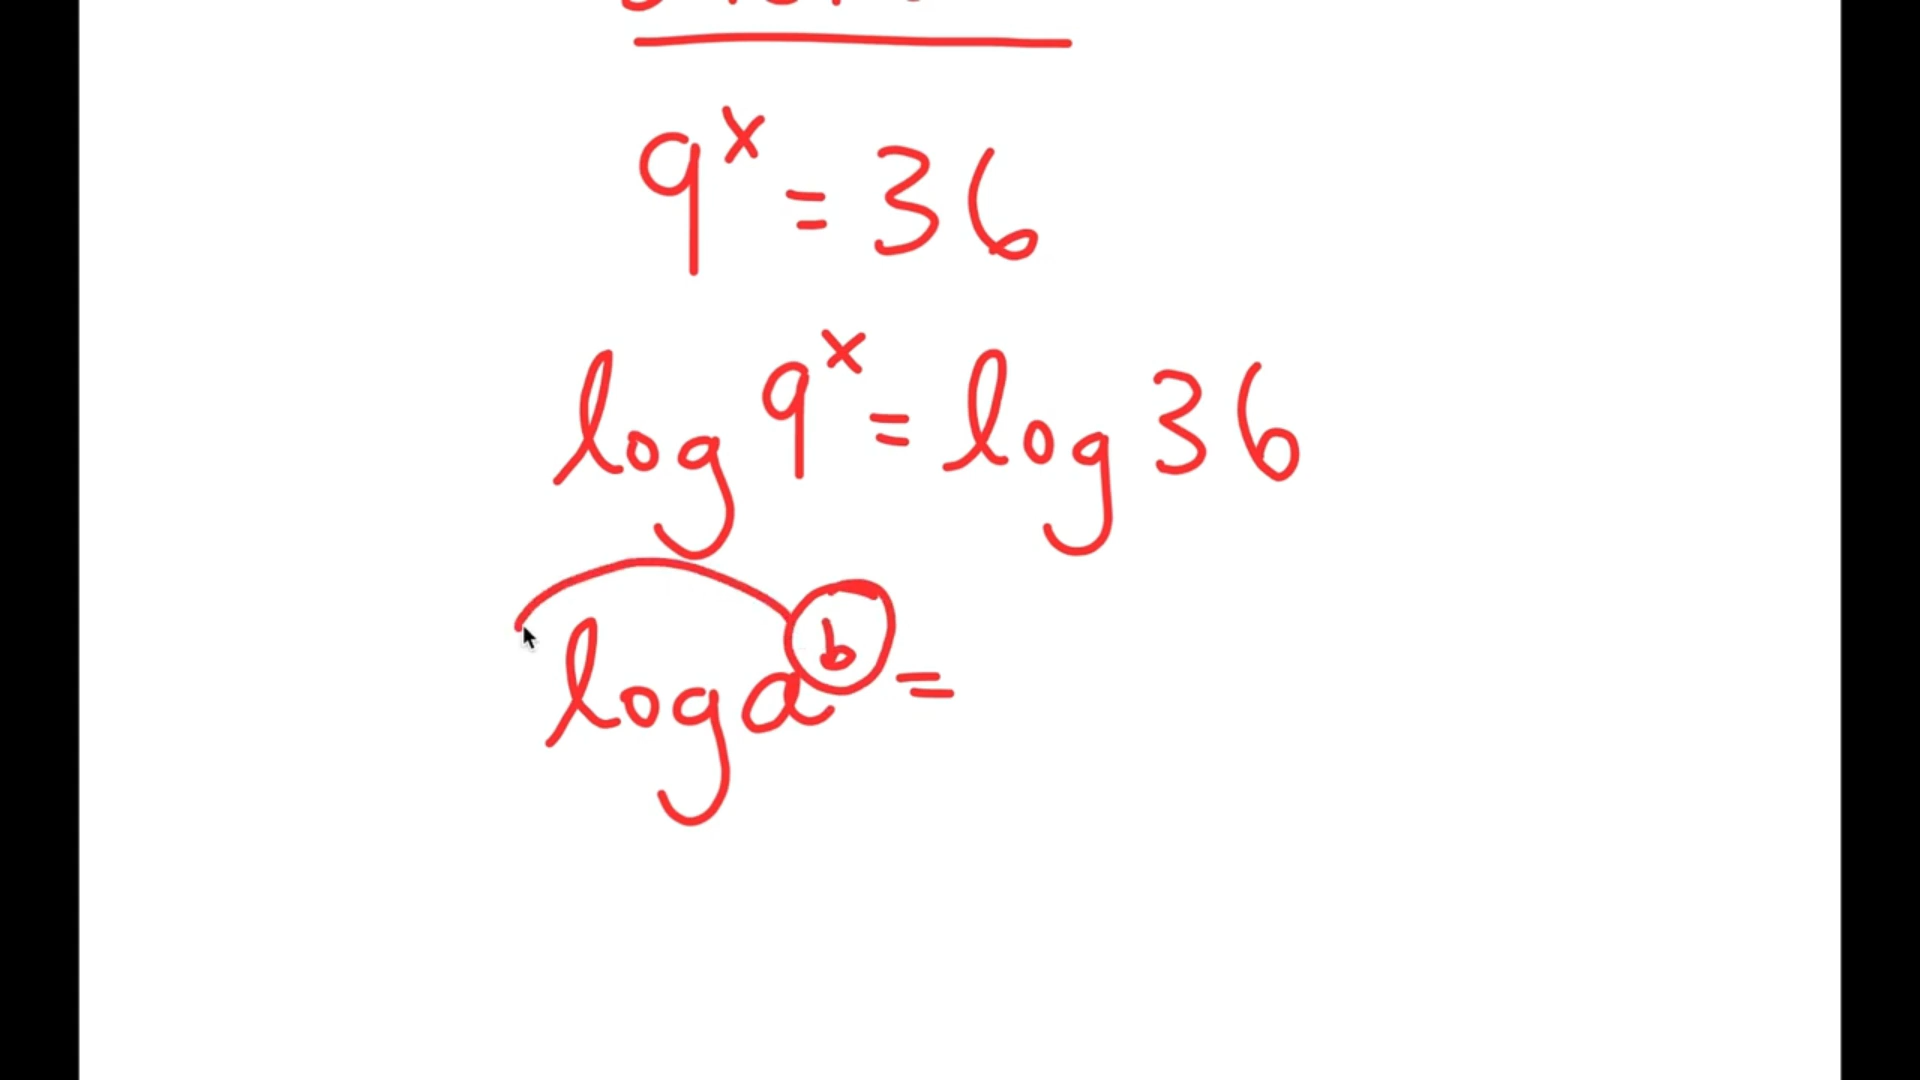 9^x = 36
log 9^x = log 36
log a^b =